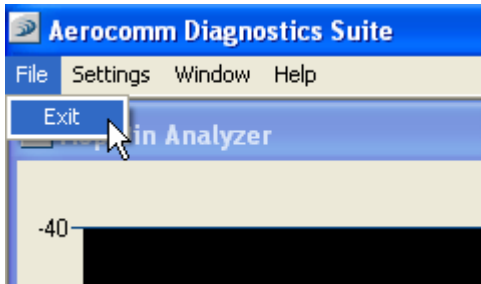 Aerocomm Diagnostics Suite
File Settings Window Help
Exit
in Analyzer
-40